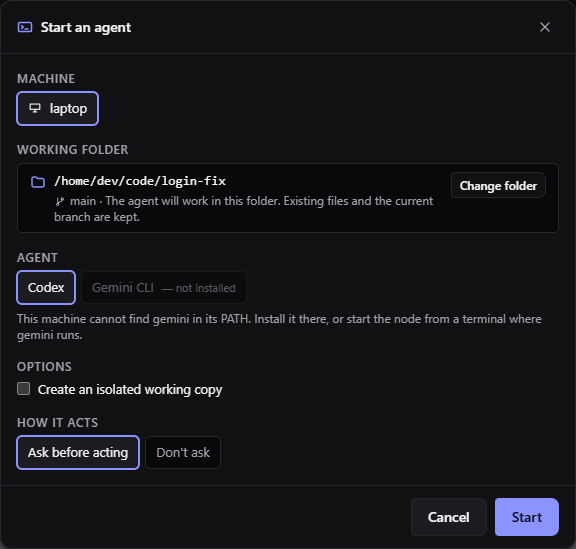 Start an agent
MACHINE
laptop
WORKING FOLDER
/home/dev/code/login-fix
Change folder
main · The agent will work in this folder. Existing files and the current
branch are kept.
AGENT
Codex
Gemini CLI — not installed
This machine cannot find gemini in its PATH. Install it there, or start the node from a terminal where
gemini runs.
OPTIONS
Create an isolated working copy
HOW IT ACTS
Ask before acting
Don't ask
Cancel
Start